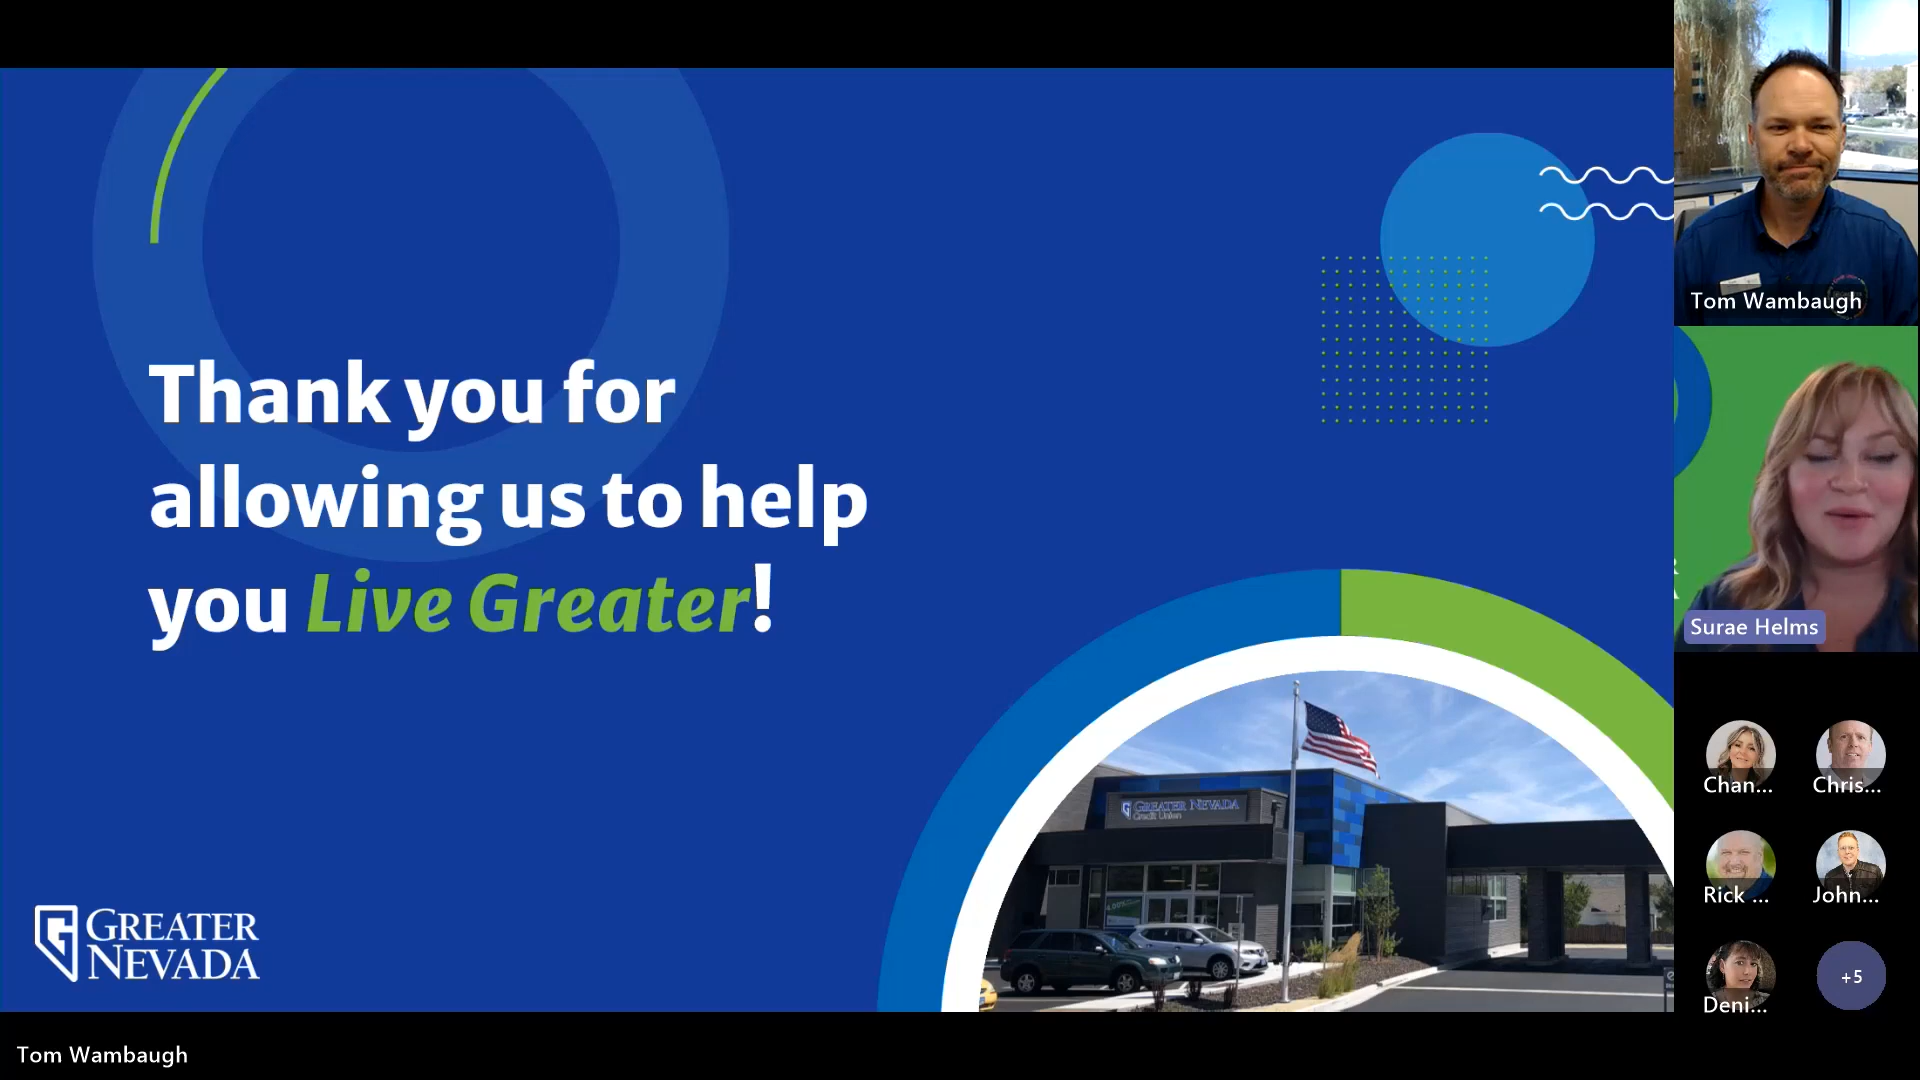 Thank you for
allowing us to help
you Live Greater!
GREATER
NEVADA
GREATER NEVADA
Credit Union
Tom Wambaugh
Surae Helms
Chan...
Chris...
Rick ...
John...
Deni...
+5
Tom Wambaugh